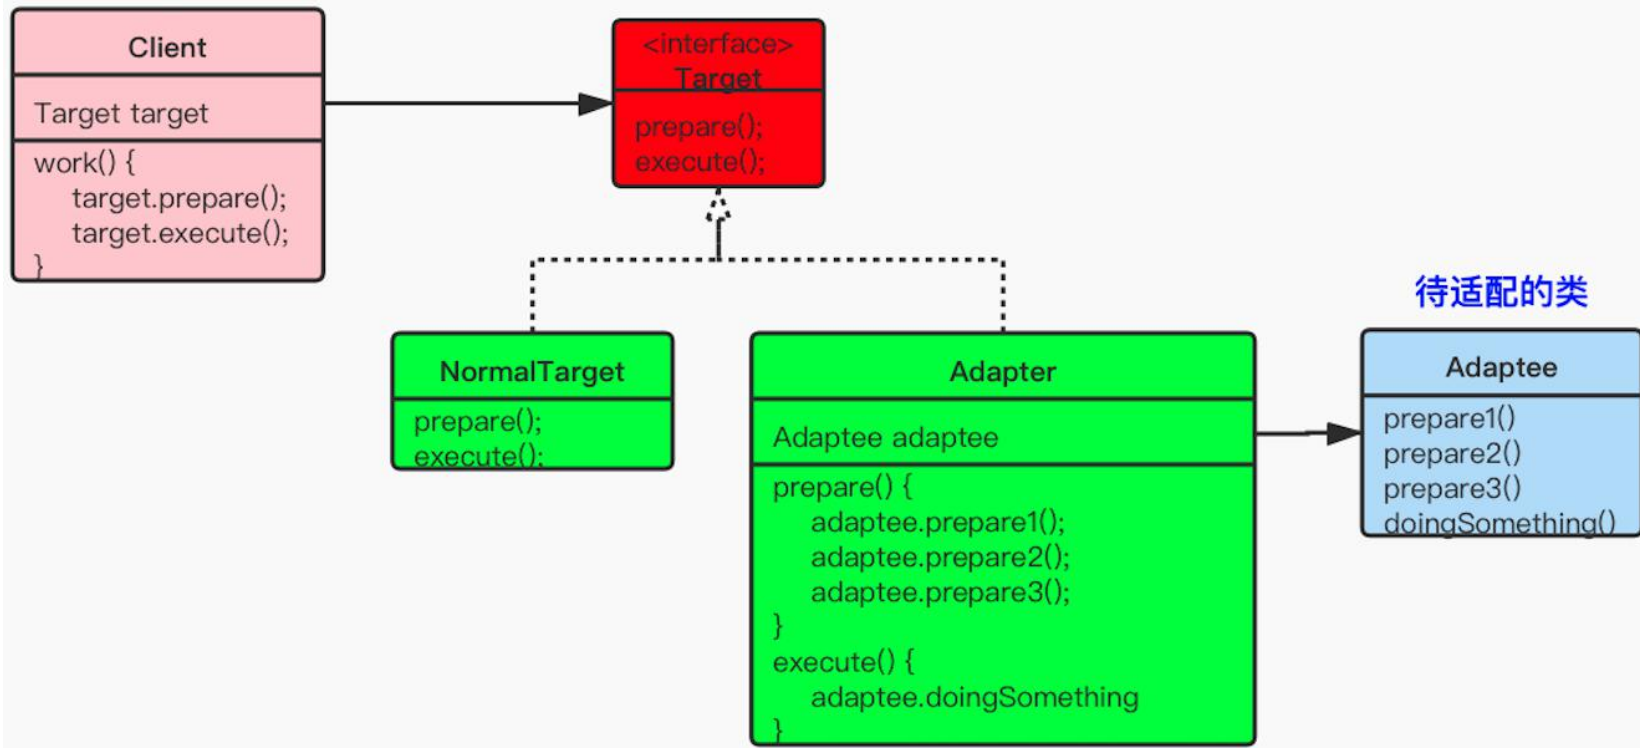 Client
Target target
work() {
target.prepare();
target.execute();
}
<interface>
Target
prepare();
execute();
NormalTarget
prepare();
execute();
Adapter
Adaptee adaptee
prepare() {
adaptee.prepare1();
adaptee.prepare2();
adaptee.prepare3();
}
execute() {
adaptee.doingSomething
}
待适配的类
Adaptee
prepare1()
prepare2()
prepare3()
doingSomething()